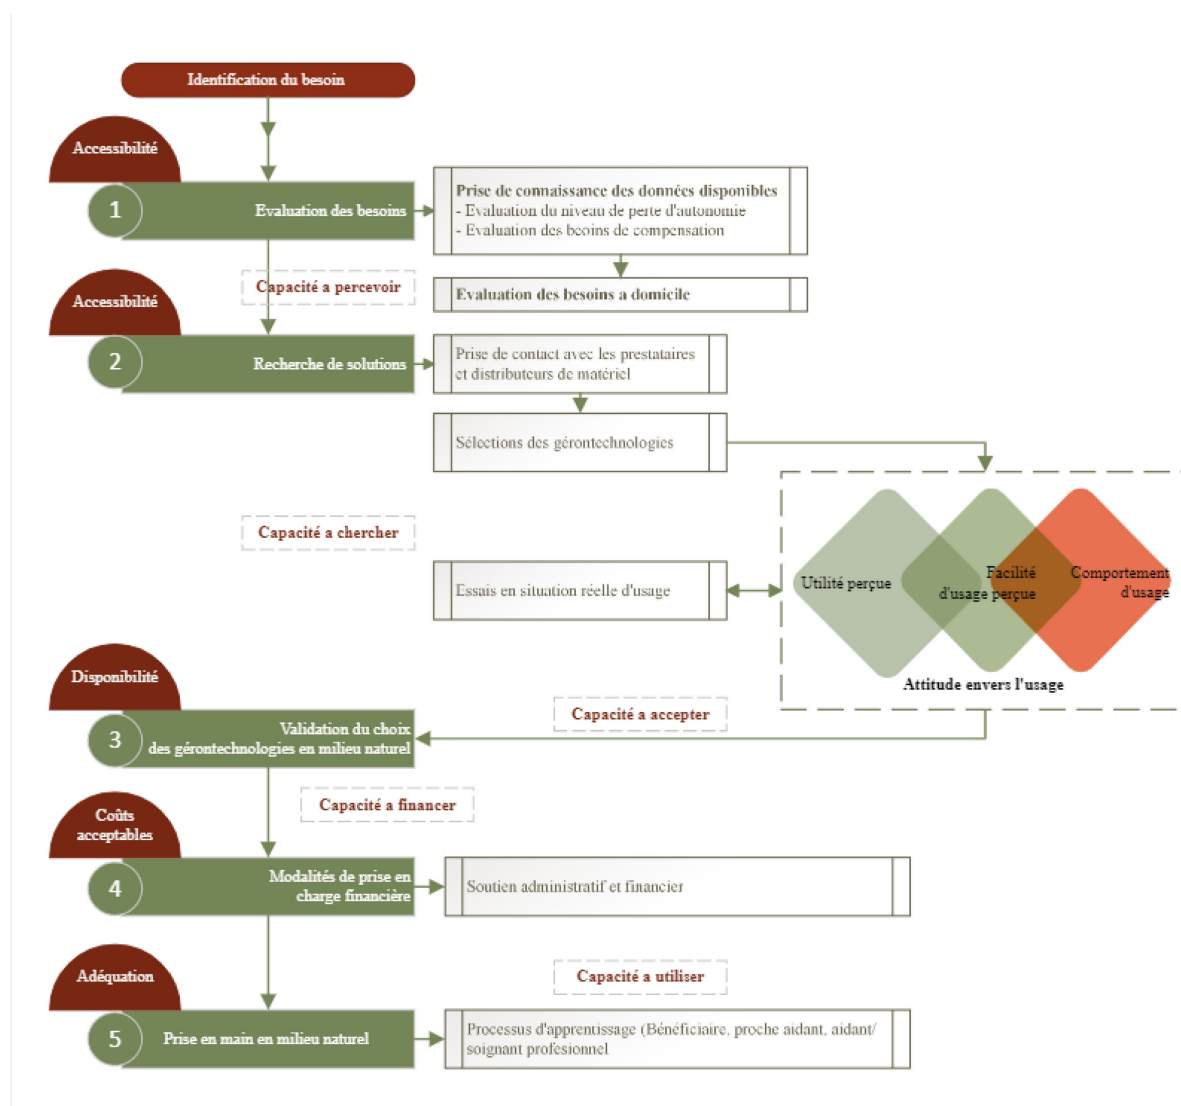 Identification du besoin
Accessibilité
1
Evaluation des besoins
Prise de connaissance des données disponibles
- Evaluation du niveau de perte d'autonomie
- Evaluation des beoins de compensation
Capacité a percevoir
Evaluation des besoins a domicile
Accessibilité
2
Recherche de solutions
Prise de contact avec les prestataires
et distributeurs de matériel
Sélections des gérontechnologies
Capacité a chercher
Essais en situation réelle d'usage
Utilité perçue
Facilité
d'usage perçue
Comportement
d'usage
Attitude envers l'usage
Disponibilité
3
Validation du choix
des gérontechnologies en milieu naturel
Capacité a accepter
Capacité a financer
Coûts
acceptables
4
Modalités de prise en
charge financière
Soutien administratif et financier
Adéquation
Capacité a utiliser
5
Prise en main en milieu naturel
Processus d'apprentissage (Bénéficiaire, proche aidant, aidant/
soignant profesionnel